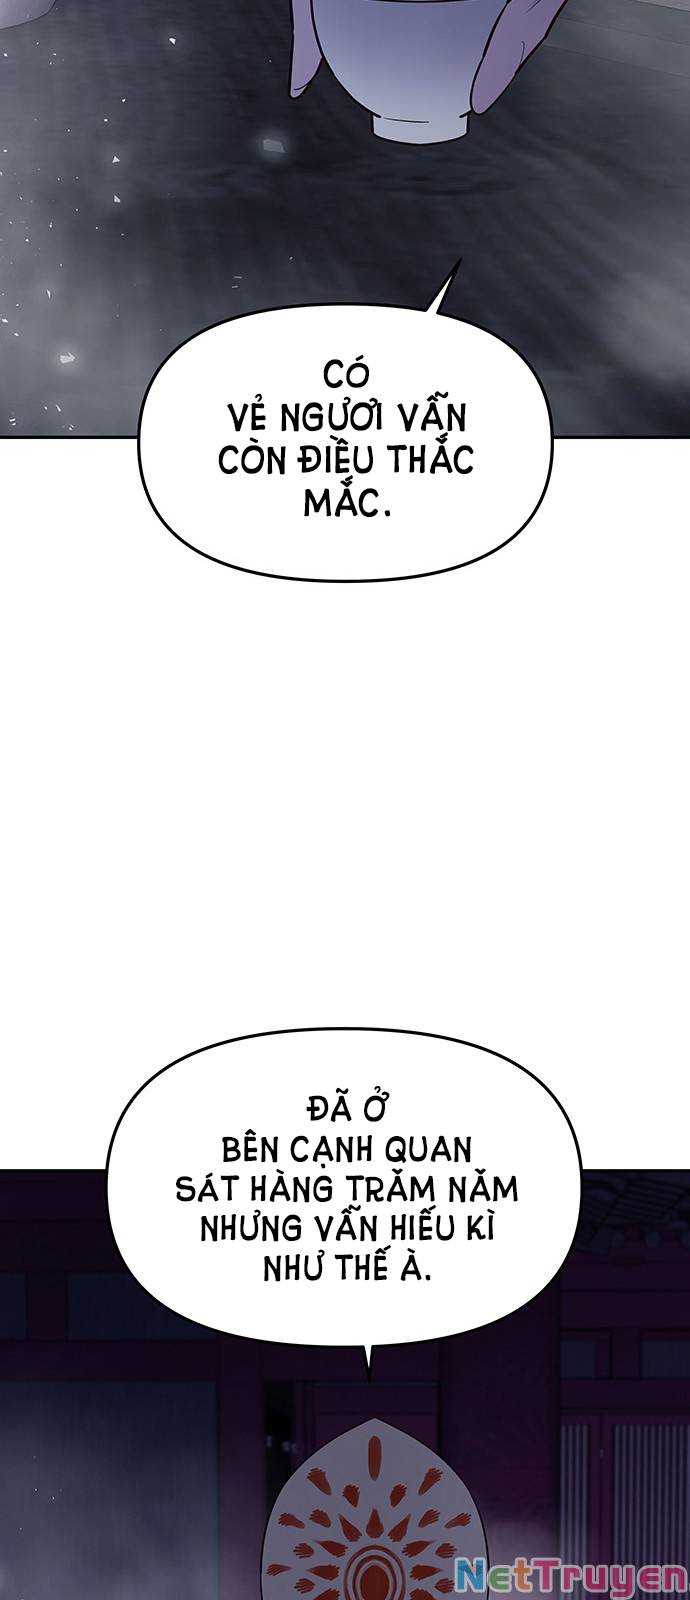 CÓ
VẺ NGƯƠI VẪN
CÒN ĐIỀU THẮC
MẮC.
ĐÃ Ở
BÊN CẠNH QUAN
SÁT HÀNG TRĂM NĂM
NHƯNG VẪN HIẾU KÌ
NHƯ THẾ À.
NetTruyen